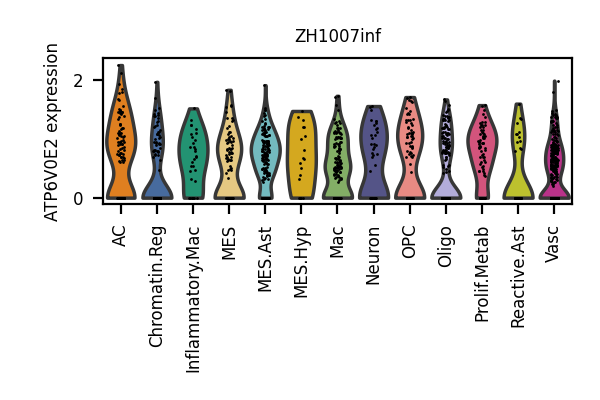 ZH1007inf
ATP6V0E2 expression
2
0
AC
Chromatin.Reg
Inflammatory.Mac
MES
MES.Ast
MES.Hyp
Mac
Neuron
OPC
Oligo
Prolif.Metab
Reactive.Ast
Vasc